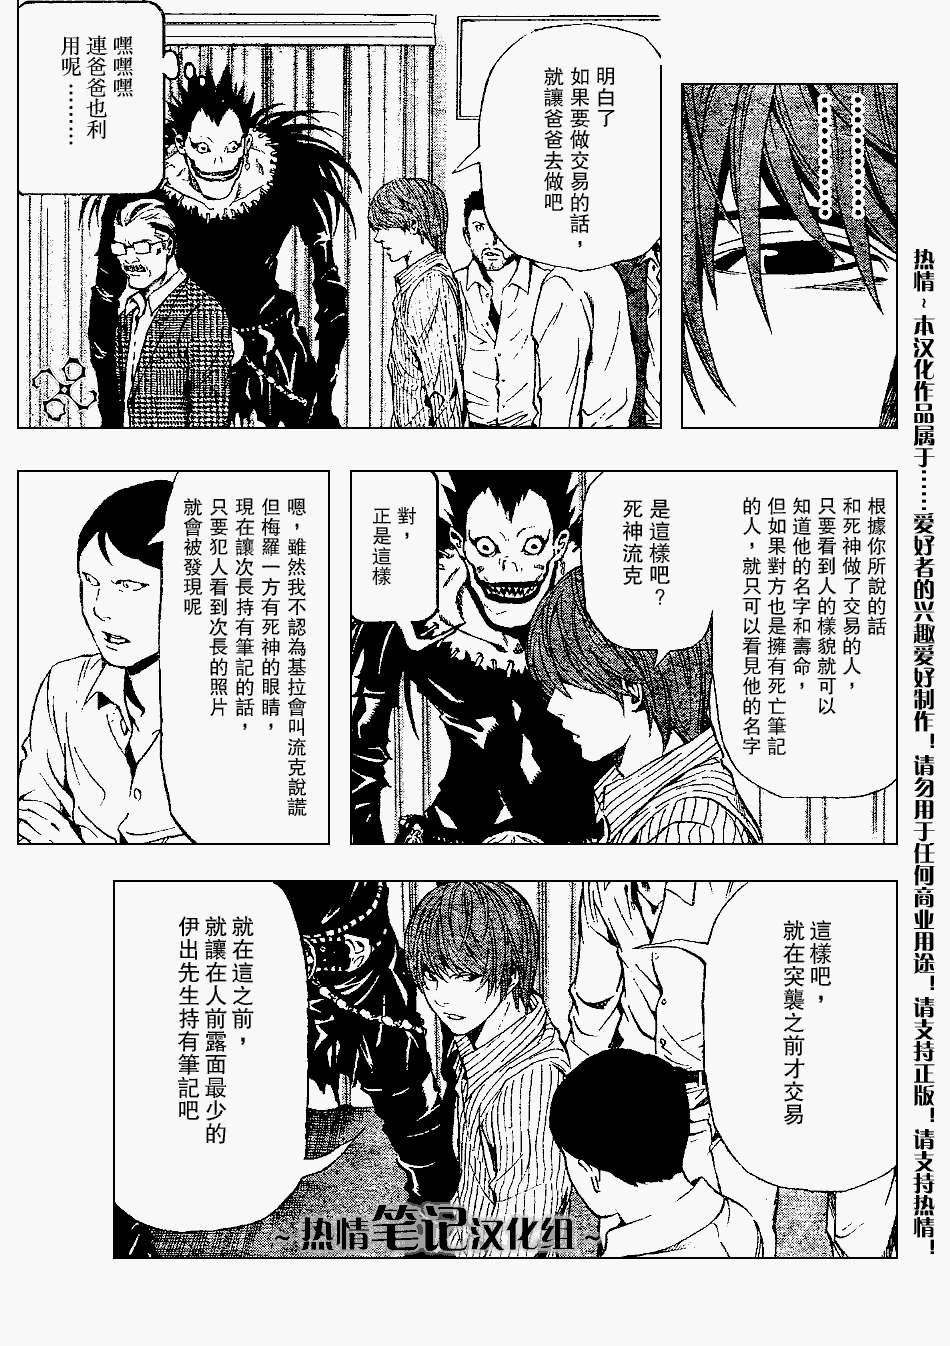 …………
…………
明白了
如果要做交易的話，
就讓爸爸去做吧
嘿嘿嘿
連爸爸也利
用呢………
根據你所說的話
和死神做了交易的人，
只要看到人的樣貌就可以
知道他的名字和壽命，
但如果對方也是擁有死亡筆記
的人，就只可以看見他的名字
是這樣吧？
死神流克
對，
正是這樣
嗯，雖然我不認為基拉會叫流克說謊
但梅羅一方有死神的眼睛，
現在讓次長持有筆記的話，
只要犯人看到次長的照片
就會被發現呢
這樣吧，
就在突襲之前才交易
就在這之前，
就讓在人前露面最少的
伊出先生持有筆記吧
~热情笔记汉化组~
热情~本汉化作品属于……爱好者的兴趣爱好制作！请勿用于任何商业用途！请支持正版！请支持热情！